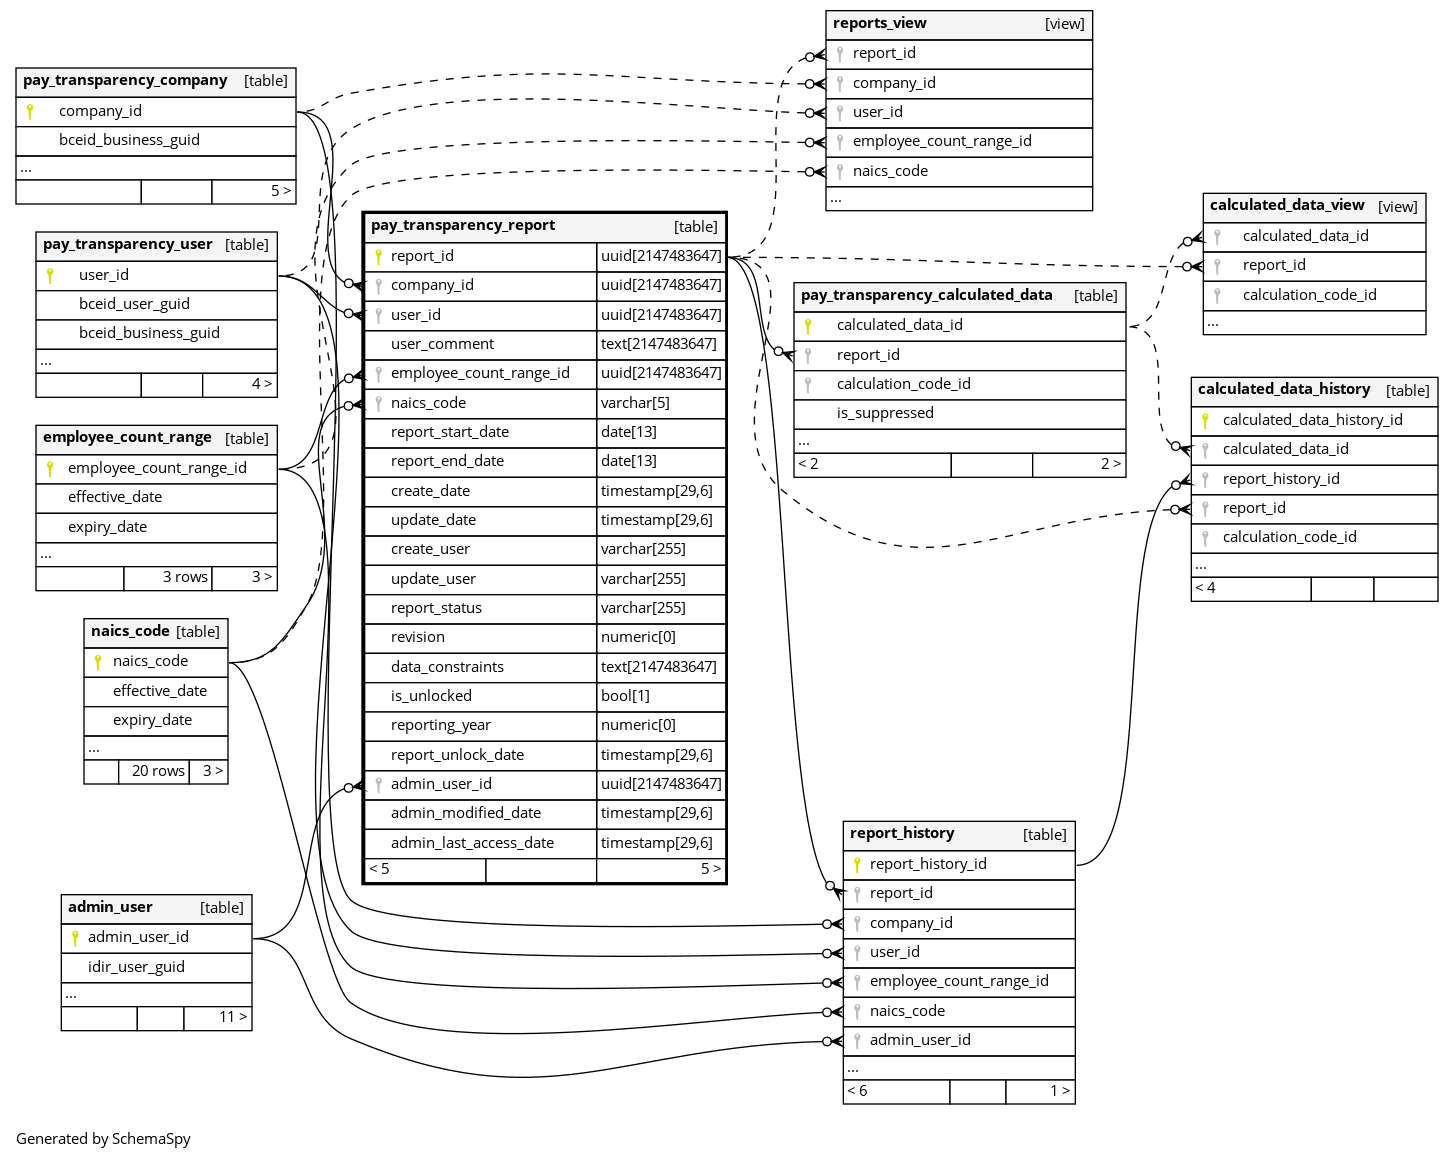 reports_view [view]
report_id
company_id
user_id
employee_count_range_id
naics_code
...
pay_transparency_company [table]
company_id
bceid_business_guid
...
5 >
pay_transparency_user [table]
user_id
bceid_user_guid
bceid_business_guid
...
4 >
employee_count_range [table]
employee_count_range_id
effective_date
expiry_date
...
3 rows 3 >
naics_code [table]
naics_code
effective_date
expiry_date
...
20 rows 3 >
admin_user [table]
admin_user_id
idir_user_guid
...
11 >
pay_transparency_report [table]
report_id uuid[2147483647]
company_id uuid[2147483647]
user_id uuid[2147483647]
user_comment text[2147483647]
employee_count_range_id uuid[2147483647]
naics_code varchar[5]
report_start_date date[13]
report_end_date date[13]
create_date timestamp[29,6]
update_date timestamp[29,6]
create_user varchar[255]
update_user varchar[255]
report_status varchar[255]
revision numeric[0]
data_constraints text[2147483647]
is_unlocked bool[1]
reporting_year numeric[0]
report_unlock_date timestamp[29,6]
admin_user_id uuid[2147483647]
admin_modified_date timestamp[29,6]
admin_last_access_date timestamp[29,6]
< 5 5 >
pay_transparency_calculated_data [table]
calculated_data_id
report_id
calculation_code_id
is_suppressed
...
< 2 2 >
calculated_data_view [view]
calculated_data_id
report_id
calculation_code_id
...
calculated_data_history [table]
calculated_data_history_id
calculated_data_id
report_history_id
report_id
calculation_code_id
...
< 4
report_history [table]
report_history_id
report_id
company_id
user_id
employee_count_range_id
naics_code
admin_user_id
...
< 6 1 >
Generated by SchemaSpy